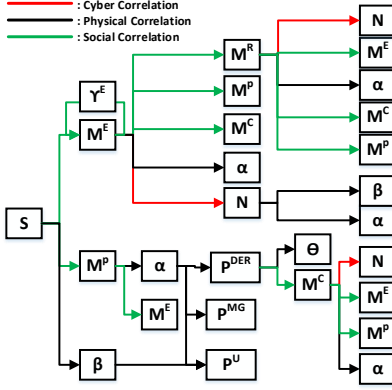 : Cyber Correlation
: Physical Correlation
: Social Correlation
N
M^R
M^E
ϒ^E
M^P
α
M^E
M^C
M^C
M^P
α
β
N
α
S
Θ
M^P
α
P^DER
N
M^C
M^E
M^E
P^MG
M^P
β
P^U
α